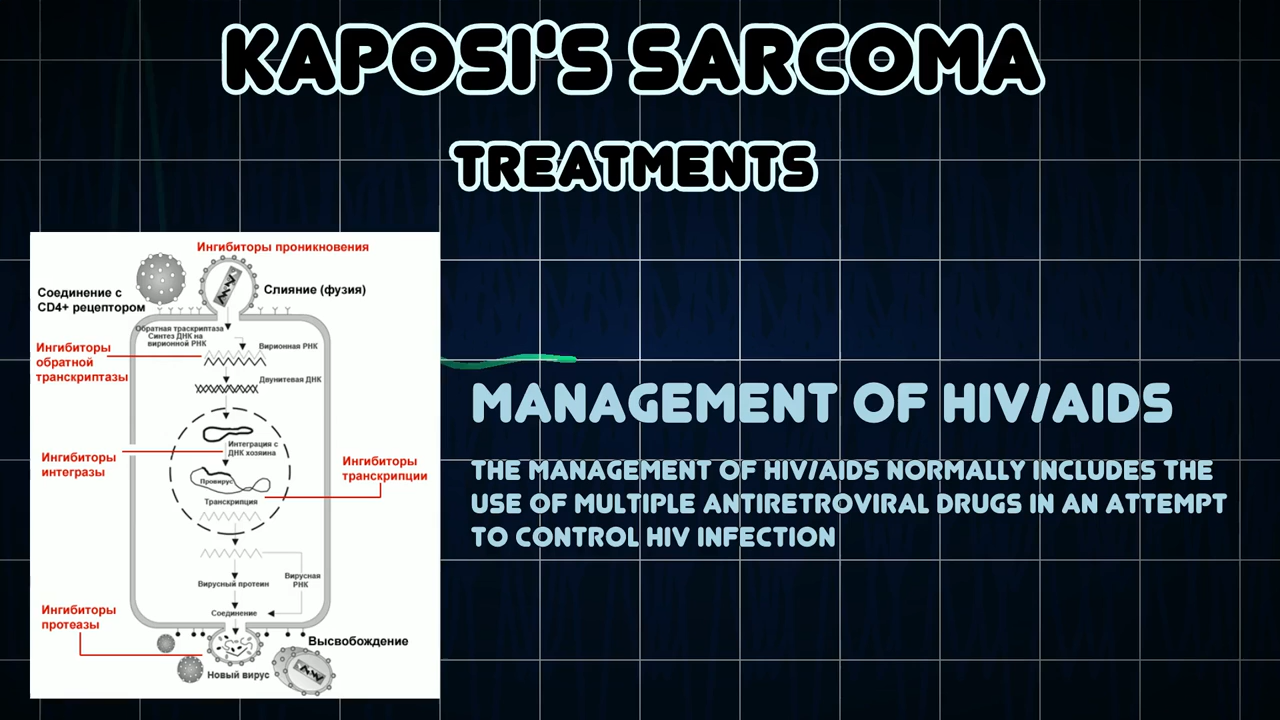 KAPOSI'S SARCOMA
TREATMENTS
Ингибиторы проникновения
Соединение с
CD4+ рецептором
Слияние (фузия)
Обратная траскриптаза
Синтез ДНК на
вирионной РНК
Вирионная РНК
Ингибиторы
обратной
транскриптазы
Двунитевая ДНК
Интеграция с
ДНК хозяина
Ингибиторы
интегразы
Провирус
Ингибиторы
транскрипции
Транскрипция
Вирусный протеин
Вирусная
РНК
Соединение
Ингибиторы
протеазы
Высвобождение
Новый вирус
MANAGEMENT OF HIV/AIDS
THE MANAGEMENT OF HIV/AIDS NORMALLY INCLUDES THE
USE OF MULTIPLE ANTIRETROVIRAL DRUGS IN AN ATTEMPT
TO CONTROL HIV INFECTION